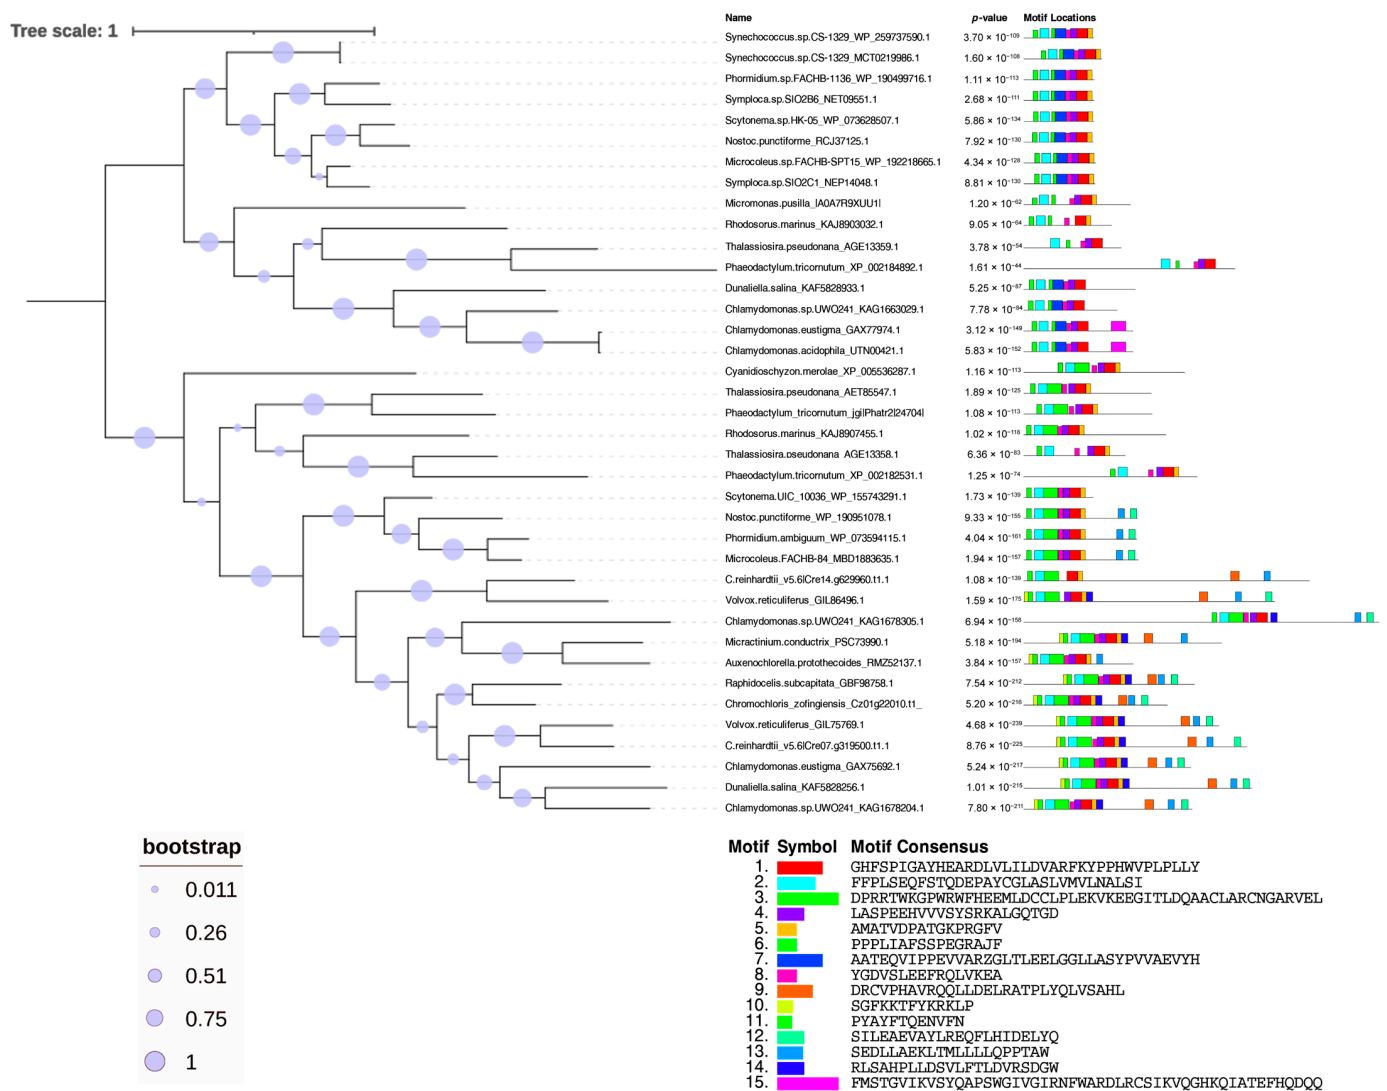 Tree scale: 1
Name p-value Motif Locations
Synechococcus.sp.CS-1329_WP_259737590.1 3.70 × 10−109
Synechococcus.sp.CS-1329_MCT0219986.1 1.60 × 10−108
Phormidium.sp.FACHB-1136_WP_190499716.1 1.11 × 10−113
Symploca.sp.SIO2B6_NET09551.1 2.68 × 10−111
Scytonema.sp.HK-05_WP_073628507.1 5.86 × 10−134
Nostoc.punctiforme_RCJ37125.1 7.92 × 10−130
Microcoleus.sp.FACHB-SPT15_WP_192218665.1 4.34 × 10−128
Symploca.sp.SIO2C1_NEP14048.1 8.81 × 10−130
Micromonas.pusilla_|A0A7R9XUU1| 1.20 × 10−62
Rhodosorus.marinus_KAJ8903032.1 9.05 × 10−64
Thalassiosira.pseudonana_AGE13359.1 3.78 × 10−54
Phaeodactylum.tricornutum_XP_002184892.1 1.61 × 10−44
Dunaliella.salina_KAF5828933.1 5.25 × 10−87
Chlamydomonas.sp.UWO241_KAG1663029.1 7.78 × 10−84
Chlamydomonas.eustigma_GAX77974.1 3.12 × 10−149
Chlamydomonas.acidophila_UTN00421.1 5.83 × 10−152
Cyanidioschyzon.merolae_XP_005536287.1 1.16 × 10−113
Thalassiosira.pseudonana_AET85547.1 1.89 × 10−125
Phaeodactylum_tricornutum_jgi|Phatr2|24704| 1.08 × 10−113
Rhodosorus.marinus_KAJ8907455.1 1.02 × 10−118
Thalassiosira.pseudonana_AGE13358.1 6.36 × 10−83
Phaeodactylum.tricornutum_XP_002182531.1 1.25 × 10−74
Scytonema.UIC_10036_WP_155743291.1 1.73 × 10−139
Nostoc.punctiforme_WP_190951078.1 9.33 × 10−155
Phormidium.ambiguum_WP_073594115.1 4.04 × 10−161
Microcoleus.FACHB-84_MBD1883635.1 1.94 × 10−157
C.reinhardtii_v5.6|Cre14.g629960.t1.1 1.08 × 10−139
Volvox.reticuliferus_GIL86496.1 1.59 × 10−175
Chlamydomonas.sp.UWO241_KAG1678305.1 6.94 × 10−158
Micractinium.conductrix_PSC73990.1 5.18 × 10−194
Auxenochlorella.protothecoides_RMZ52137.1 3.84 × 10−157
Raphidocelis.subcapitata_GBF98758.1 7.54 × 10−212
Chromochloris_zofingiensis_Cz01g22010.t1_ 5.20 × 10−216
Volvox.reticuliferus_GIL75769.1 4.68 × 10−239
C.reinhardtii_v5.6|Cre07.g319500.t1.1 8.76 × 10−225
Chlamydomonas.eustigma_GAX75692.1 5.24 × 10−217
Dunaliella.salina_KAF5828256.1 1.01 × 10−215
Chlamydomonas.sp.UWO241_KAG1678204.1 7.80 × 10−211
bootstrap
0.011
0.26
0.51
0.75
1
Motif Symbol Motif Consensus
1. GHFSPIGAYHEARDLVLILDVARFKYPPHWVPLPLLY
2. FFPLSEQFSTQDEPAYCGLASLVMVLNALSI
3. DPRRTWKGPWRWFHEEMLDCCLPLEKVKEEGITLDQAACLARCNGARVEL
4. LASPEEHVVVSYSRKALGQTGD
5. AMATVDPATGKPRGFV
6. PPPLIAFSSPEGRAJF
7. AATEQVIPPEVVARZGLTLEELGGLLASYPVVAEVYH
8. YGDVSLEEFRQLVKEA
9. DRCVPHAVRQQLLDELRATPLYQLVSAHL
10. SGFKKTFYKRKLP
11. PYAYFTQENVFN
12. SILEAEVAYLREQFLHIDELYQ
13. SEDLLAEKLTMLLLLQPPTAW
14. RLSAHPLLDSVLFTLDVRSDGW
15. FMSTGVIKVSYQAPSWGIVGIRNFWARDLRCSIKVQGHKQIATEFHQDQQ